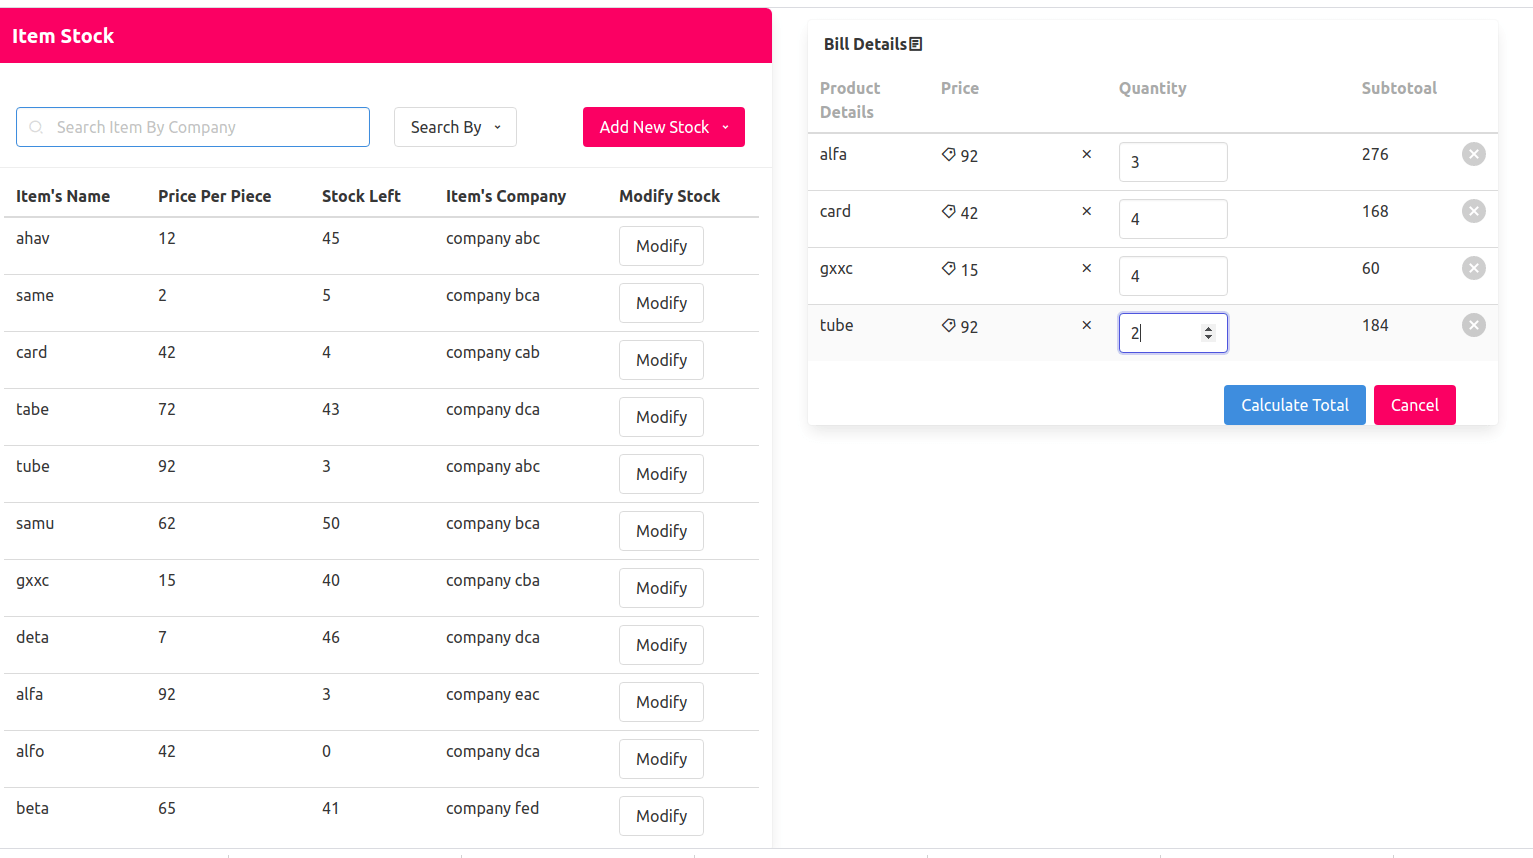 Item Stock
Search Item By Company
Search By
Add New Stock
Item's Name Price Per Piece Stock Left Item's Company Modify Stock
ahav 12 45 company abc Modify
same 2 5 company bca Modify
card 42 4 company cab Modify
tabe 72 43 company dca Modify
tube 92 3 company abc Modify
samu 62 50 company bca Modify
gxxc 15 40 company cba Modify
deta 7 46 company dca Modify
alfa 92 3 company eac Modify
alfo 42 0 company dca Modify
beta 65 41 company fed Modify
Bill Details
Product Details Price Quantity Subtotoal
alfa 92 × 3 276
card 42 × 4 168
gxxc 15 × 4 60
tube 92 × 2 184
Calculate Total Cancel